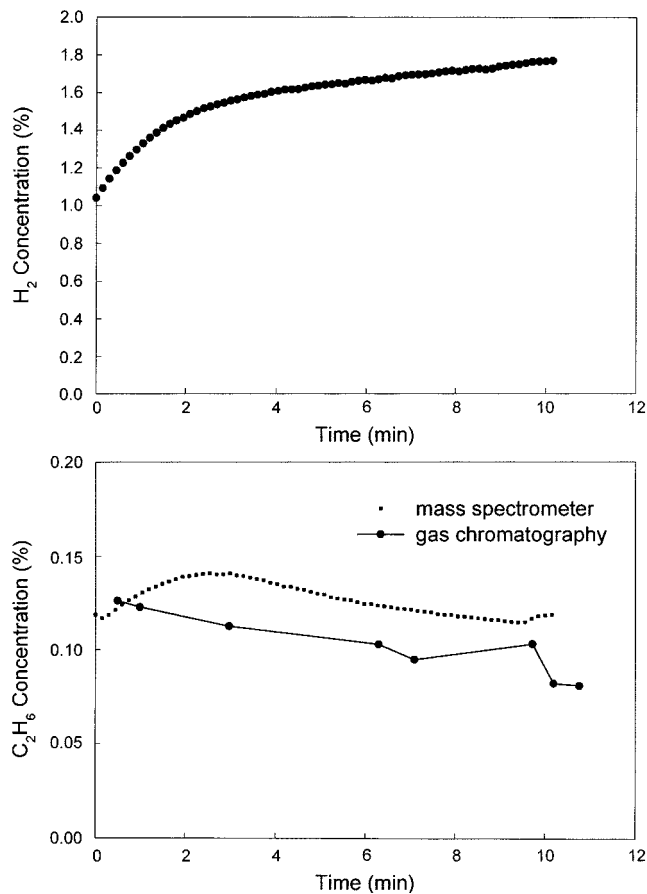 2.0
1.8
1.6
1.4
1.2
1.0
0.8
0.6
0.4
0.2
0.0
H2 Concentration (%)
0 2 4 6 8 10 12
Time (min)
0.20
0.15
0.10
0.05
0.00
C2H6 Concentration (%)
mass spectrometer
gas chromatography
0 2 4 6 8 10 12
Time (min)